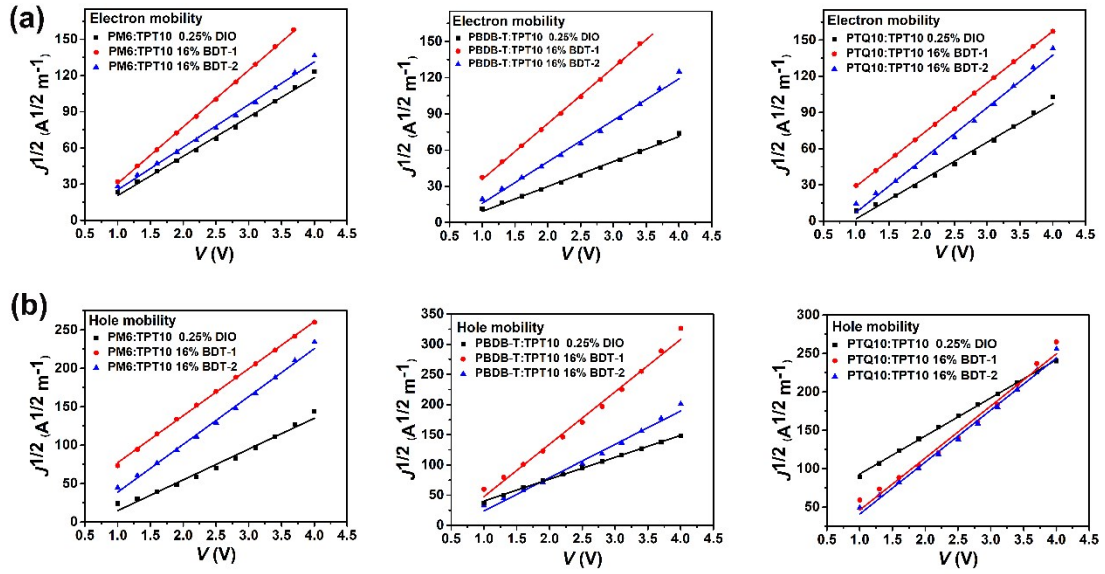 (a)
Electron mobility
PM6:TPT10 0.25% DIO
PM6:TPT10 16% BDT-1
PM6:TPT10 16% BDT-2
150
120
90
60
30
0
0.5 1.0 1.5 2.0 2.5 3.0 3.5 4.0 4.5
V (V)
J1/2 (A1/2 m-1)
Electron mobility
PBDB-T:TPT10 0.25% DIO
PBDB-T:TPT10 16% BDT-1
PBDB-T:TPT10 16% BDT-2
150
120
90
60
30
0
0.5 1.0 1.5 2.0 2.5 3.0 3.5 4.0 4.5
V (V)
J1/2 (A1/2 m-1)
Electron mobility
PTQ10:TPT10 0.25% DIO
PTQ10:TPT10 16% BDT-1
PTQ10:TPT10 16% BDT-2
150
120
90
60
30
0
0.5 1.0 1.5 2.0 2.5 3.0 3.5 4.0 4.5
V (V)
J1/2 (A1/2 m-1)
(b)
Hole mobility
PM6:TPT10 0.25% DIO
PM6:TPT10 16% BDT-1
PM6:TPT10 16% BDT-2
250
200
150
100
50
0
0.5 1.0 1.5 2.0 2.5 3.0 3.5 4.0 4.5
V (V)
J1/2 (A1/2 m-1)
Hole mobility
PBDB-T:TPT10 0.25% DIO
PBDB-T:TPT10 16% BDT-1
PBDB-T:TPT10 16% BDT-2
350
300
250
200
150
100
50
0
0.5 1.0 1.5 2.0 2.5 3.0 3.5 4.0 4.5
V (V)
J1/2 (A1/2 m-1)
Hole mobility
PTQ10:TPT10 0.25% DIO
PTQ10:TPT10 16% BDT-1
PTQ10:TPT10 16% BDT-2
300
250
200
150
100
50
0
0.5 1.0 1.5 2.0 2.5 3.0 3.5 4.0 4.5
V (V)
J1/2 (A1/2 m-1)